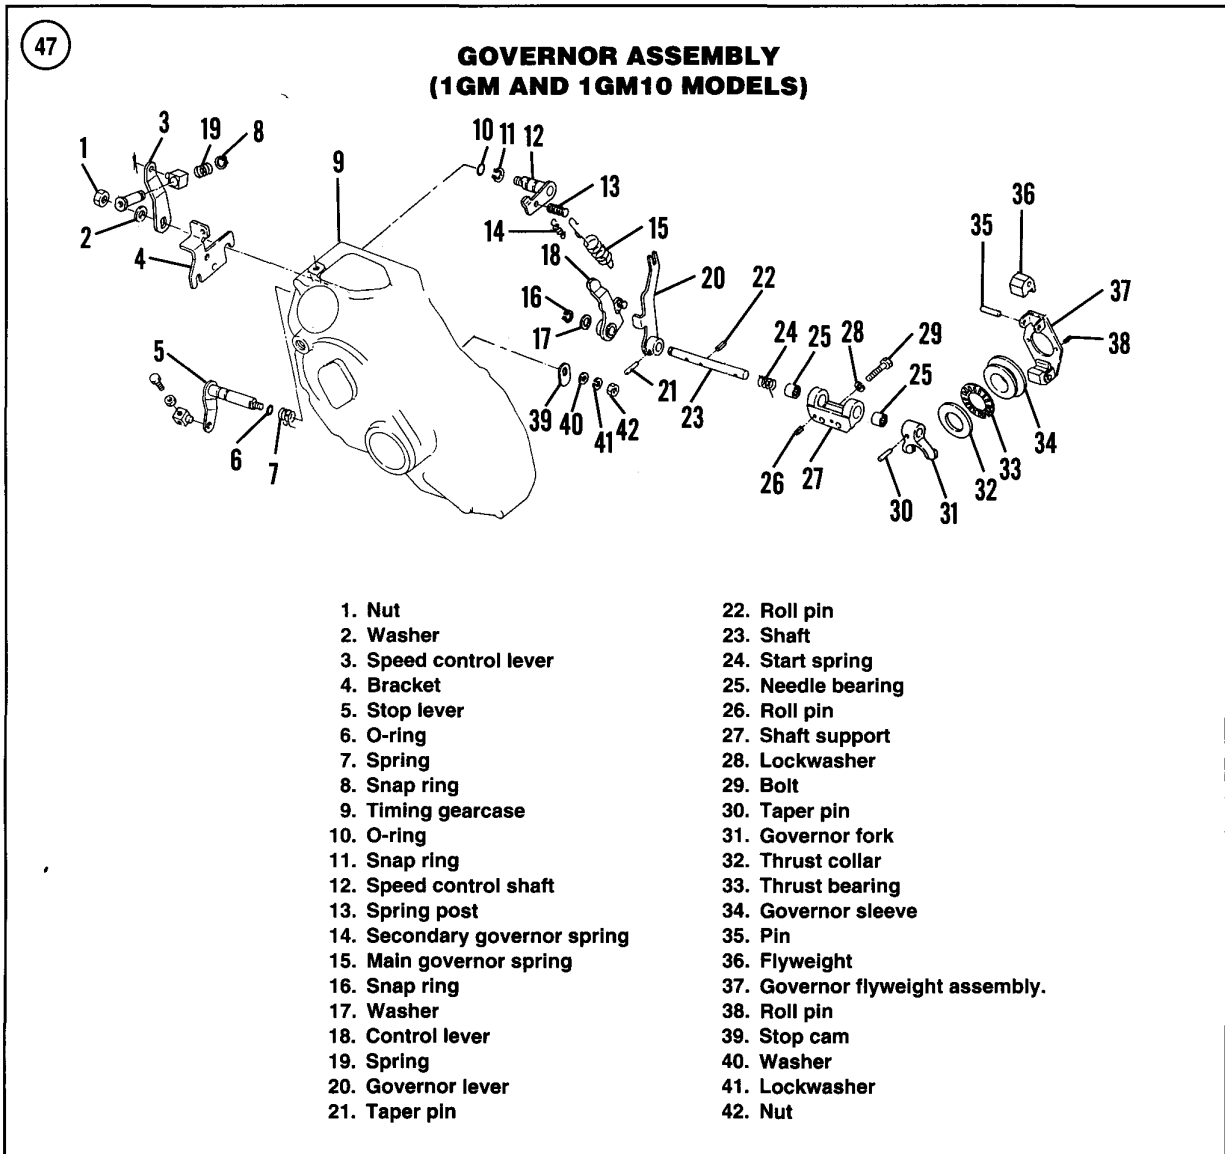 47
GOVERNOR ASSEMBLY
(1GM AND 1GM10 MODELS)
1
3
19
8
9
10
11
12
13
2
4
14
15
18
16
17
20
22
35
36
37
38
5
6
7
24
25
28
29
21
23
25
39
40
41
42
26
27
30
31
32
33
34
1. Nut
2. Washer
3. Speed control lever
4. Bracket
5. Stop lever
6. O-ring
7. Spring
8. Snap ring
9. Timing gearcase
10. O-ring
11. Snap ring
12. Speed control shaft
13. Spring post
14. Secondary governor spring
15. Main governor spring
16. Snap ring
17. Washer
18. Control lever
19. Spring
20. Governor lever
21. Taper pin
22. Roll pin
23. Shaft
24. Start spring
25. Needle bearing
26. Roll pin
27. Shaft support
28. Lockwasher
29. Bolt
30. Taper pin
31. Governor fork
32. Thrust collar
33. Thrust bearing
34. Governor sleeve
35. Pin
36. Flyweight
37. Governor flyweight assembly.
38. Roll pin
39. Stop cam
40. Washer
41. Lockwasher
42. Nut